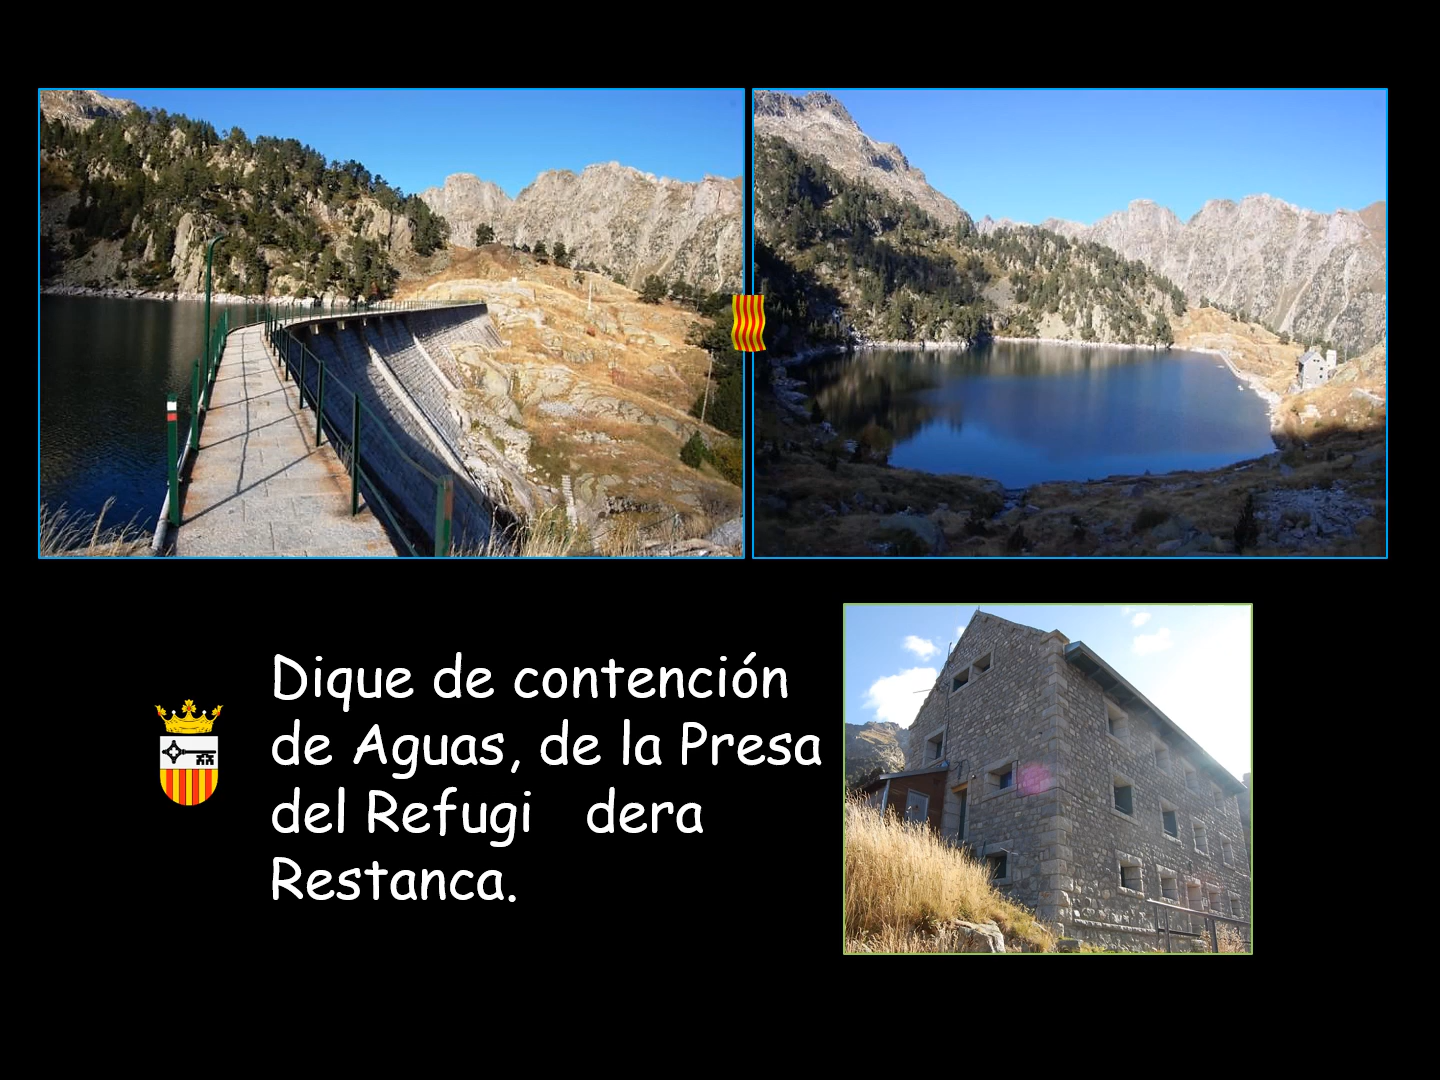 Dique de contención
de Aguas, de la Presa
del Refugi   dera
Restanca.